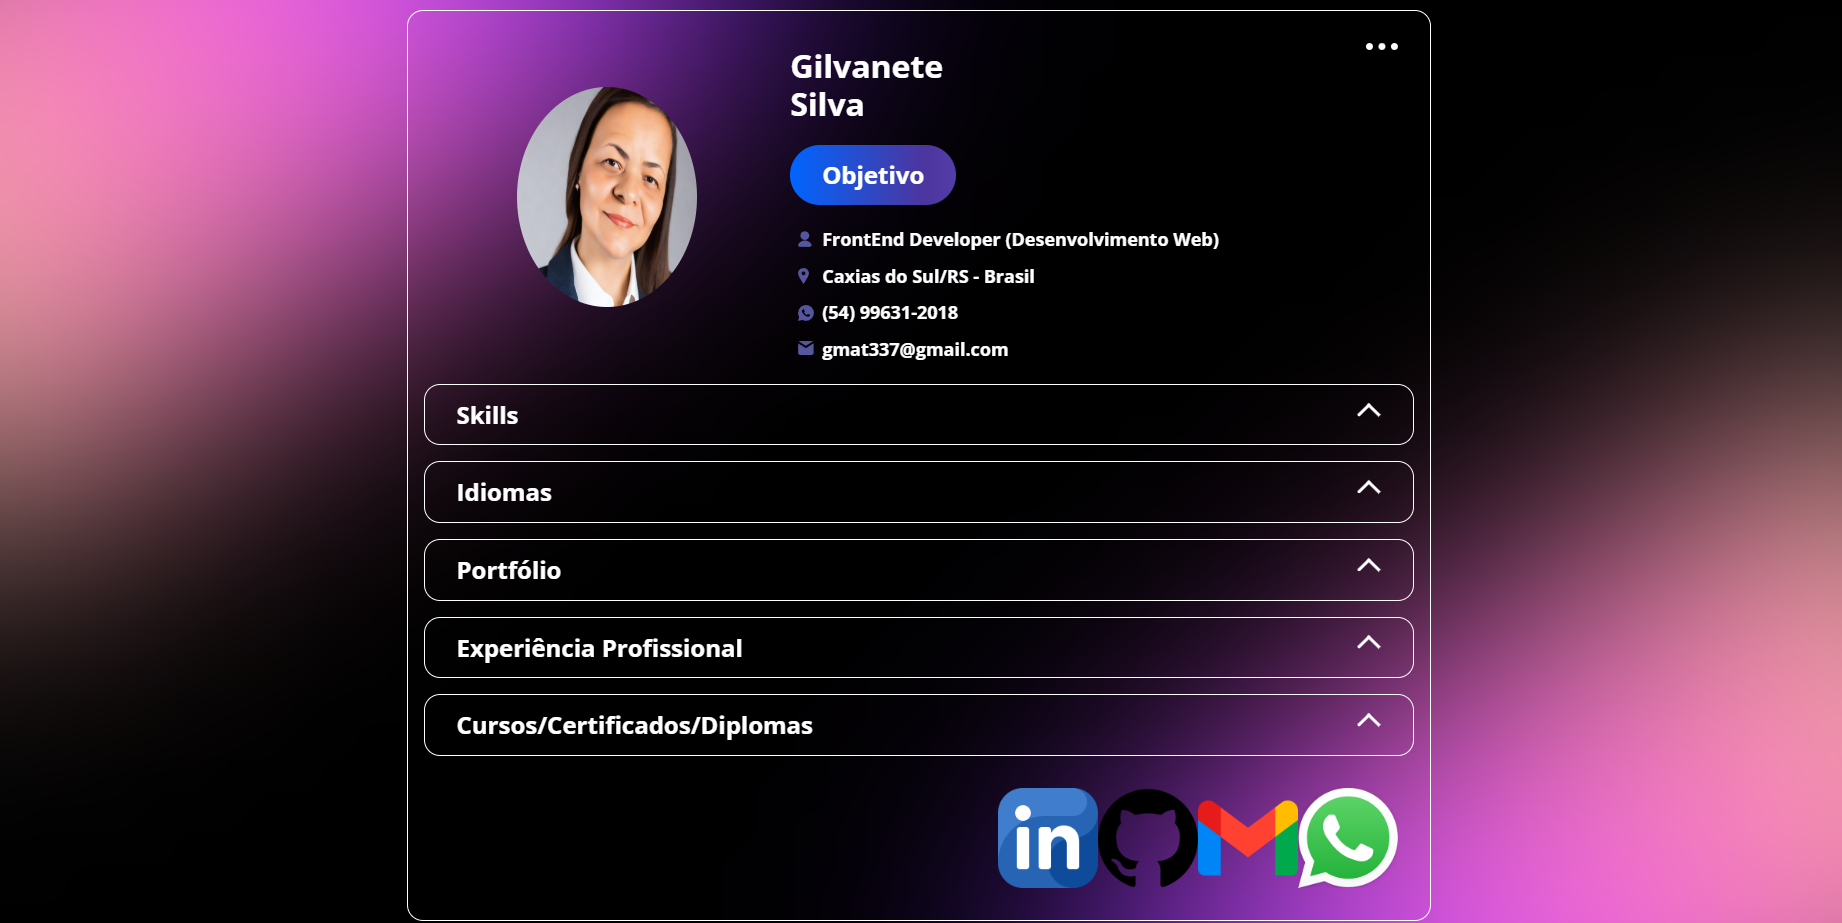 Gilvanete
Silva
Objetivo
FrontEnd Developer (Desenvolvimento Web)
Caxias do Sul/RS - Brasil
(54) 99631-2018
gmat337@gmail.com
Skills
Idiomas
Portfólio
Experiência Profissional
Cursos/Certificados/Diplomas
in